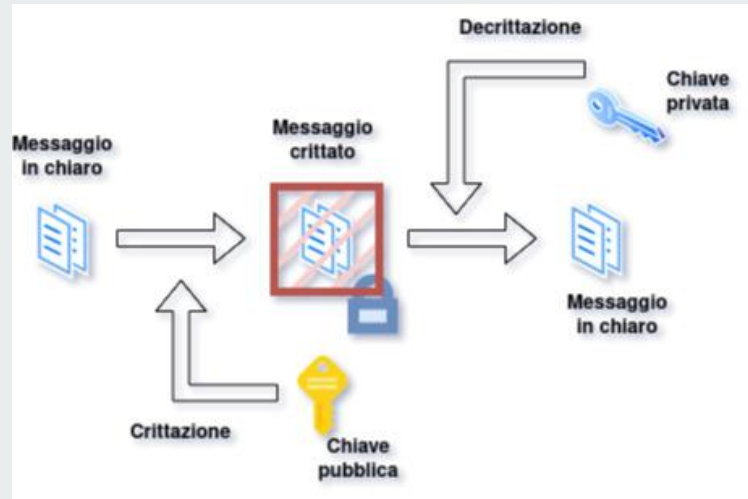 Decrittazione
Chiave
privata
Messaggio
crittato
Messaggio
in chiaro
Messaggio
in chiaro
Crittazione
Chiave
pubblica